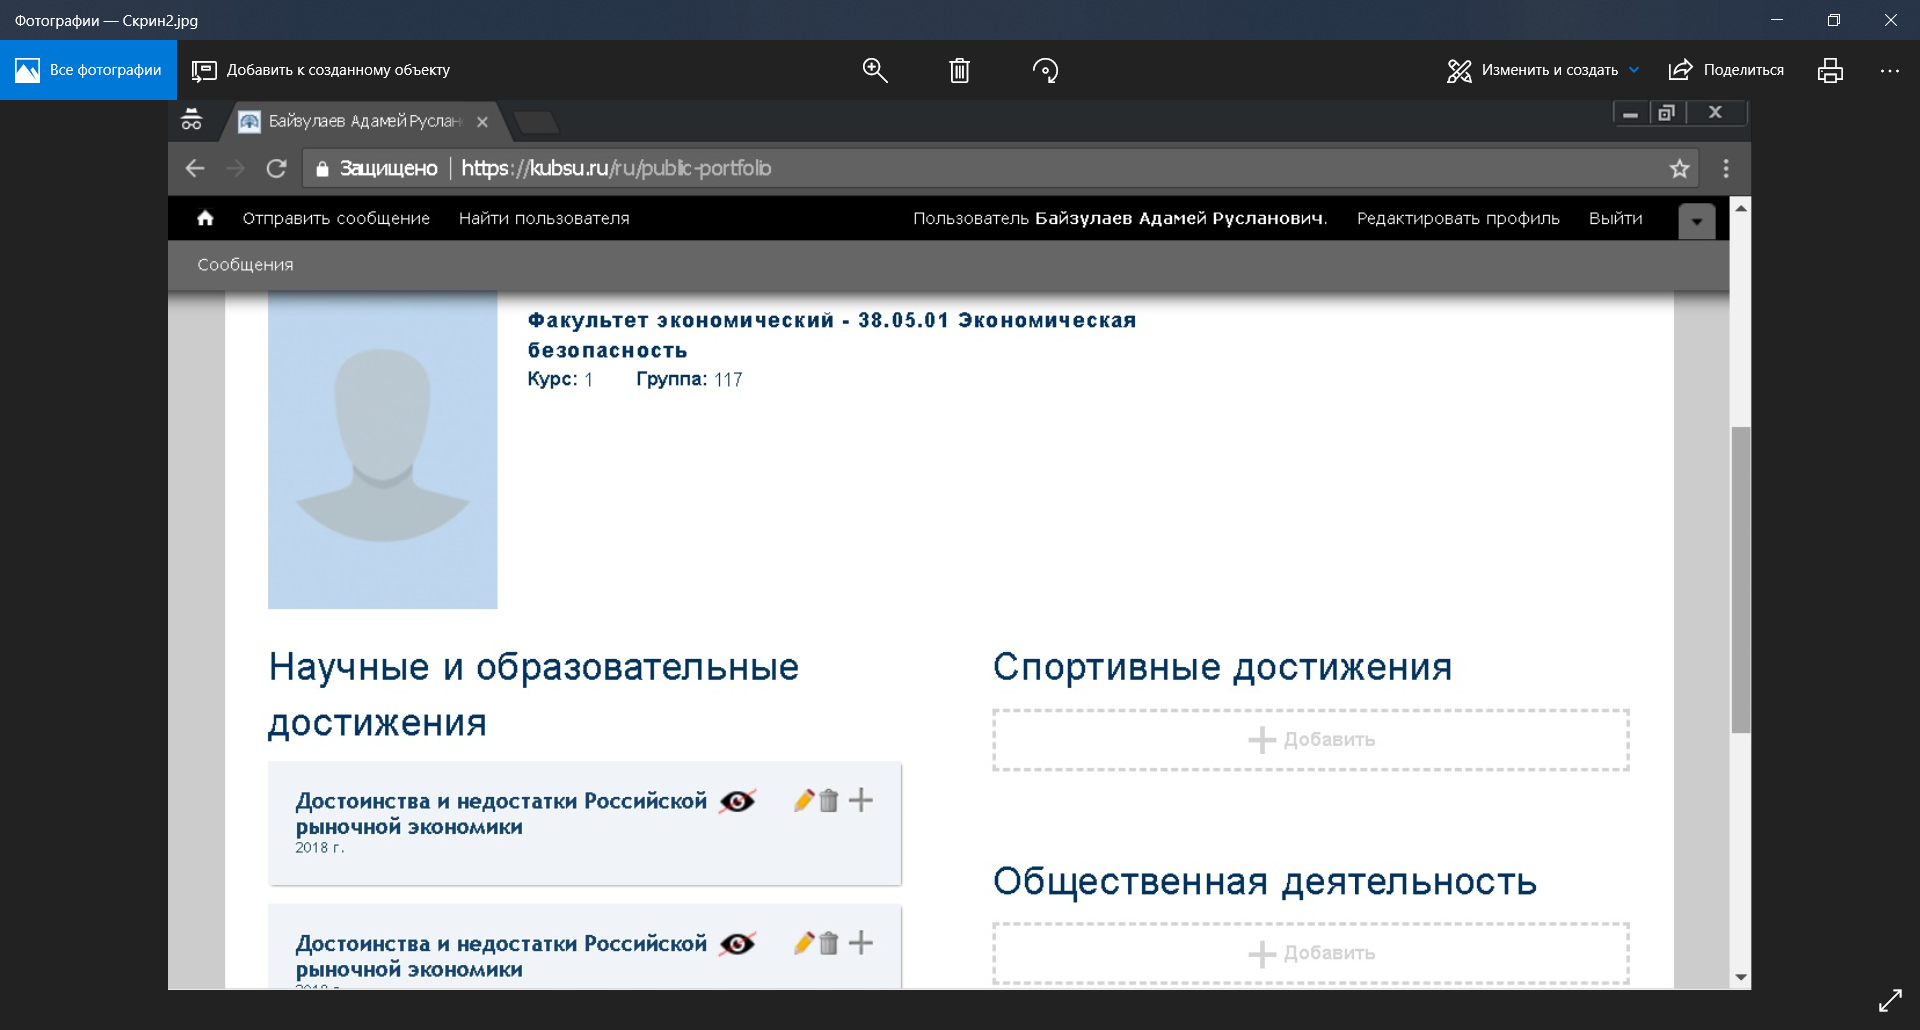 Фотографии — Скрин2.jpg
Все фотографии
Добавить к созданному объекту
Изменить и создать
Поделиться
Байзулаев Адамей Руслан
Защищено
https://kubsu.ru/ru/public-portfolio
Отправить сообщение
Найти пользователя
Пользователь Байзулаев Адамей Русланович.
Редактировать профиль
Выйти
Сообщения
Факультет экономический - 38.05.01 Экономическая
безопасность
Курс: 1 Группа: 117
Научные и образовательные
достижения
Достоинства и недостатки Российской
рыночной экономики
2018 г.
Достоинства и недостатки Российской
рыночной экономики
Спортивные достижения
Добавить
Общественная деятельность
Добавить